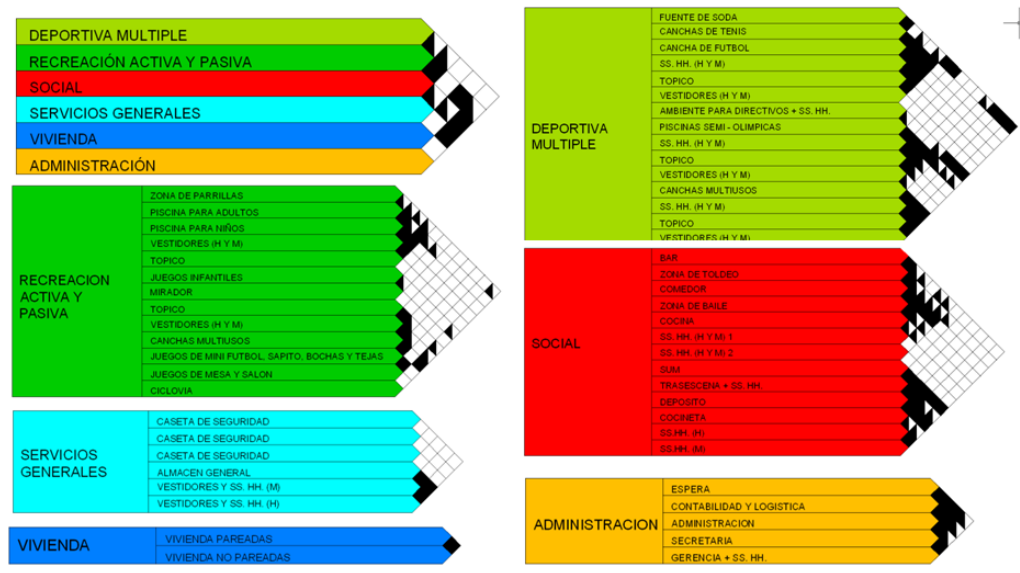 DEPORTIVA MULTIPLE
RECREACIÓN ACTIVA Y PASIVA
SOCIAL
SERVICIOS GENERALES
VIVIENDA
ADMINISTRACIÓN
RECREACION
ACTIVA Y
PASIVA
ZONA DE PARRILLAS
PISCINA PARA ADULTOS
PISCINA PARA NIÑOS
VESTIDORES (H Y M)
TOPICO
JUEGOS INFANTILES
MIRADOR
TOPICO
VESTIDORES (H Y M)
CANCHAS MULTIUSOS
JUEGOS DE MINI FUTBOL, SAPITO, BOCHAS Y TEJAS
JUEGOS DE MESA Y SALON
CICLOVIA
SERVICIOS
GENERALES
CASETA DE SEGURIDAD
CASETA DE SEGURIDAD
CASETA DE SEGURIDAD
ALMACEN GENERAL
VESTIDORES Y SS. HH. (M)
VESTIDORES Y SS. HH. (H)
VIVIENDA
VIVIENDA PAREADAS
VIVIENDA NO PAREADAS
DEPORTIVA
MULTIPLE
FUENTE DE SODA
CANCHAS DE TENIS
CANCHA DE FUTBOL
SS. HH. (H Y M)
TOPICO
VESTIDORES (H Y M)
AMBIENTE PARA DIRECTIVOS + SS. HH.
PISCINAS SEMI - OLIMPICAS
SS. HH. (H Y M)
TOPICO
VESTIDORES (H Y M)
CANCHAS MULTIUSOS
SS. HH. (H Y M)
TOPICO
VESTIDORES (H Y M)
SOCIAL
BAR
ZONA DE TOLDEO
COMEDOR
ZONA DE BAILE
COCINA
SS. HH. (H Y M) 1
SS. HH. (H Y M) 2
SUM
TRASESCENA + SS. HH.
DEPOSITO
COCINETA
SS.HH. (H)
SS.HH. (M)
ADMINISTRACION
ESPERA
CONTABILIDAD Y LOGISTICA
ADMINISTRACION
SECRETARIA
GERENCIA + SS. HH.